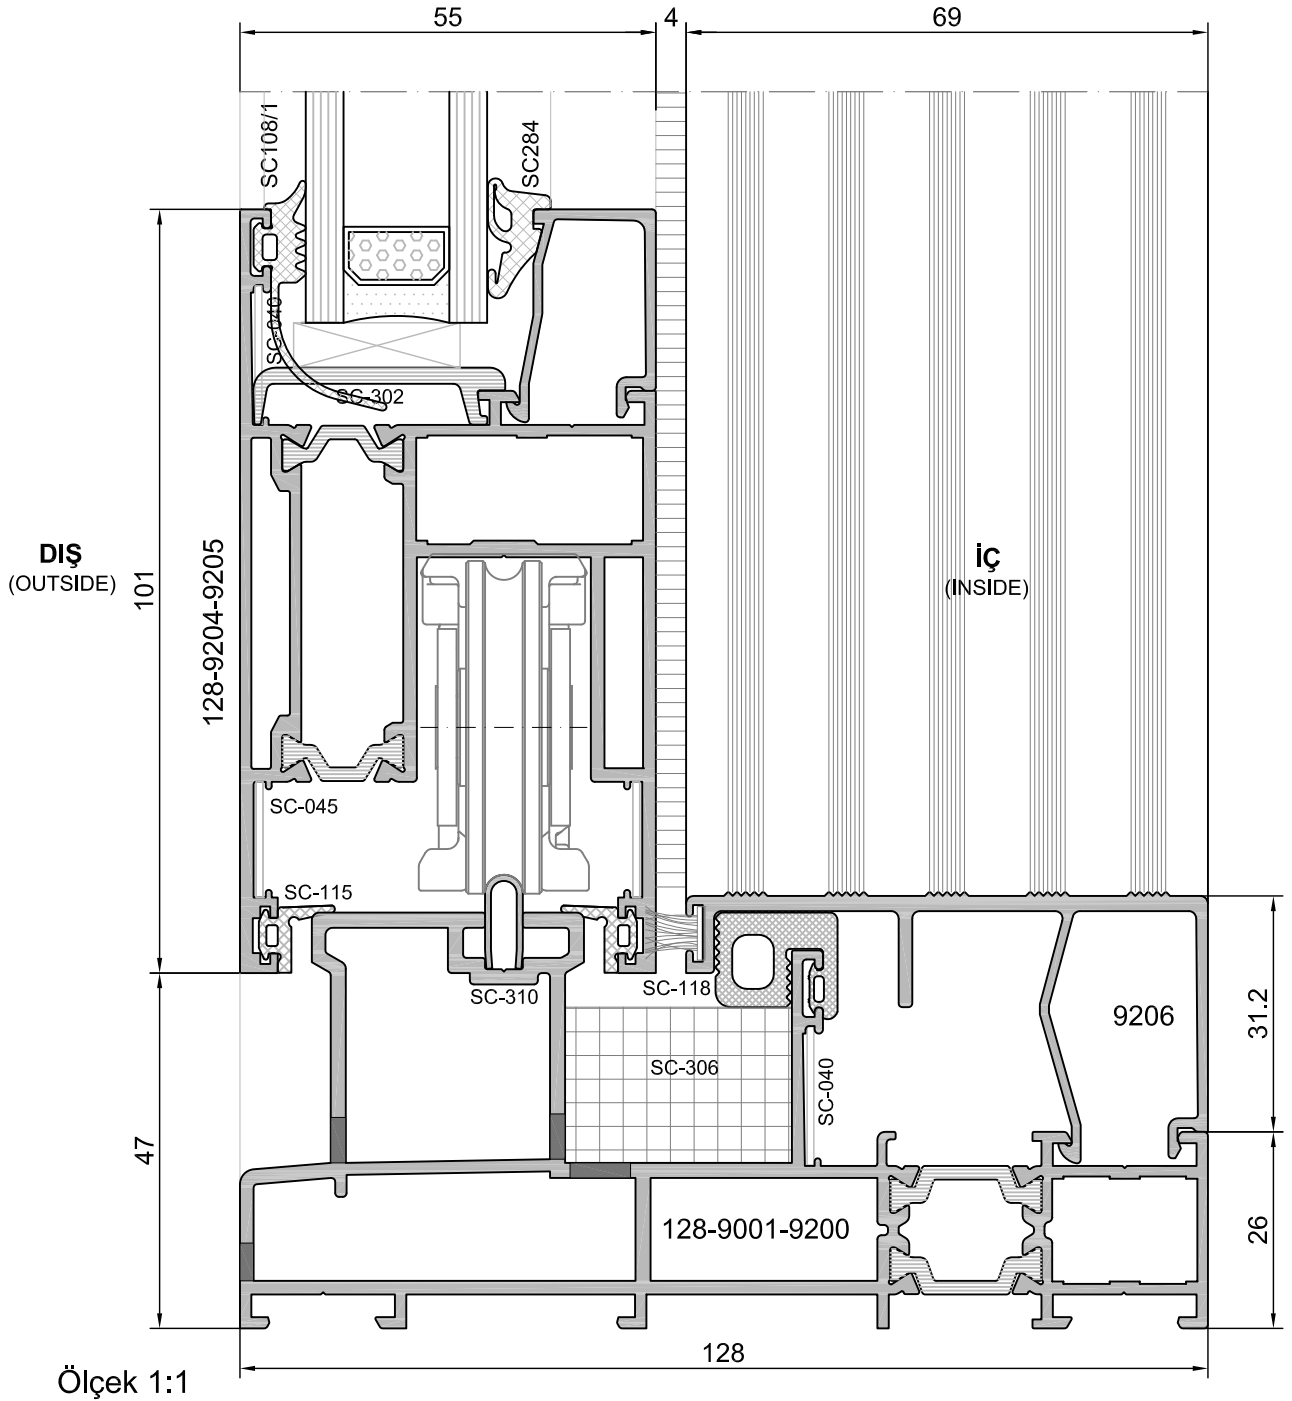 55
4
69
SC108/1
SC284
SC-040
SC-302
DIŞ
(OUTSIDE)
101
128-9204-9205
İÇ
(INSIDE)
SC-045
SC-115
SC-310
SC-118
9206
31.2
SC-306
SC-040
47
128-9001-9200
26
128
Ölçek 1:1